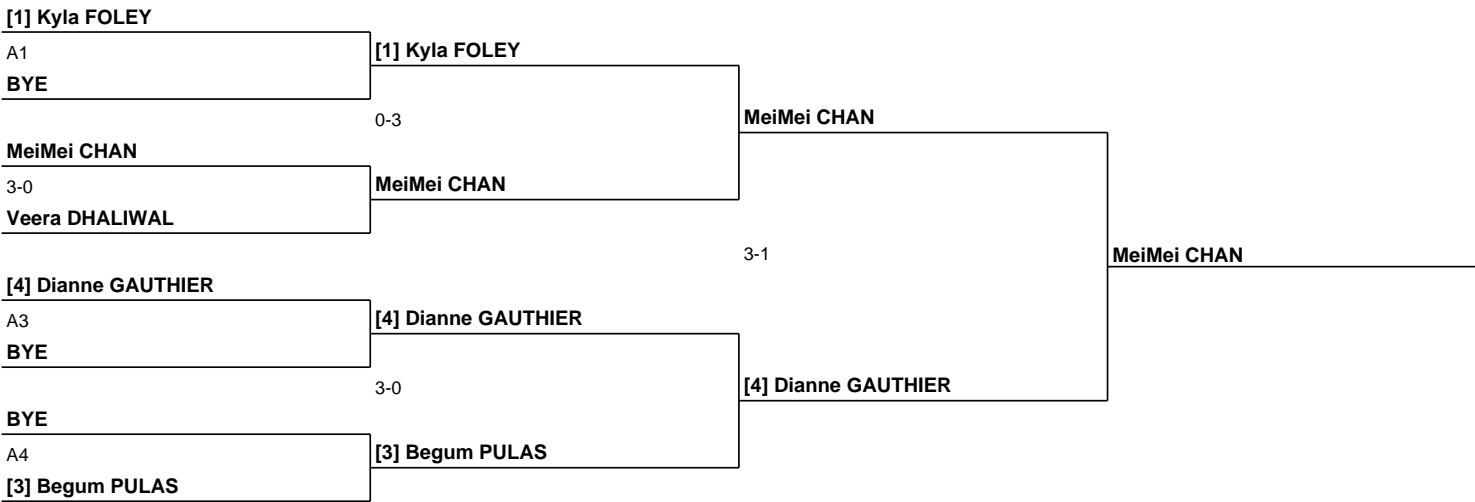 [1] Kyla FOLEY
A1
BYE
[1] Kyla FOLEY
0-3
MeiMei CHAN
3-0
Veera DHALIWAL
MeiMei CHAN
MeiMei CHAN
[4] Dianne GAUTHIER
A3
BYE
[4] Dianne GAUTHIER
3-0
BYE
A4
[3] Begum PULAS
[3] Begum PULAS
[4] Dianne GAUTHIER
3-1
MeiMei CHAN